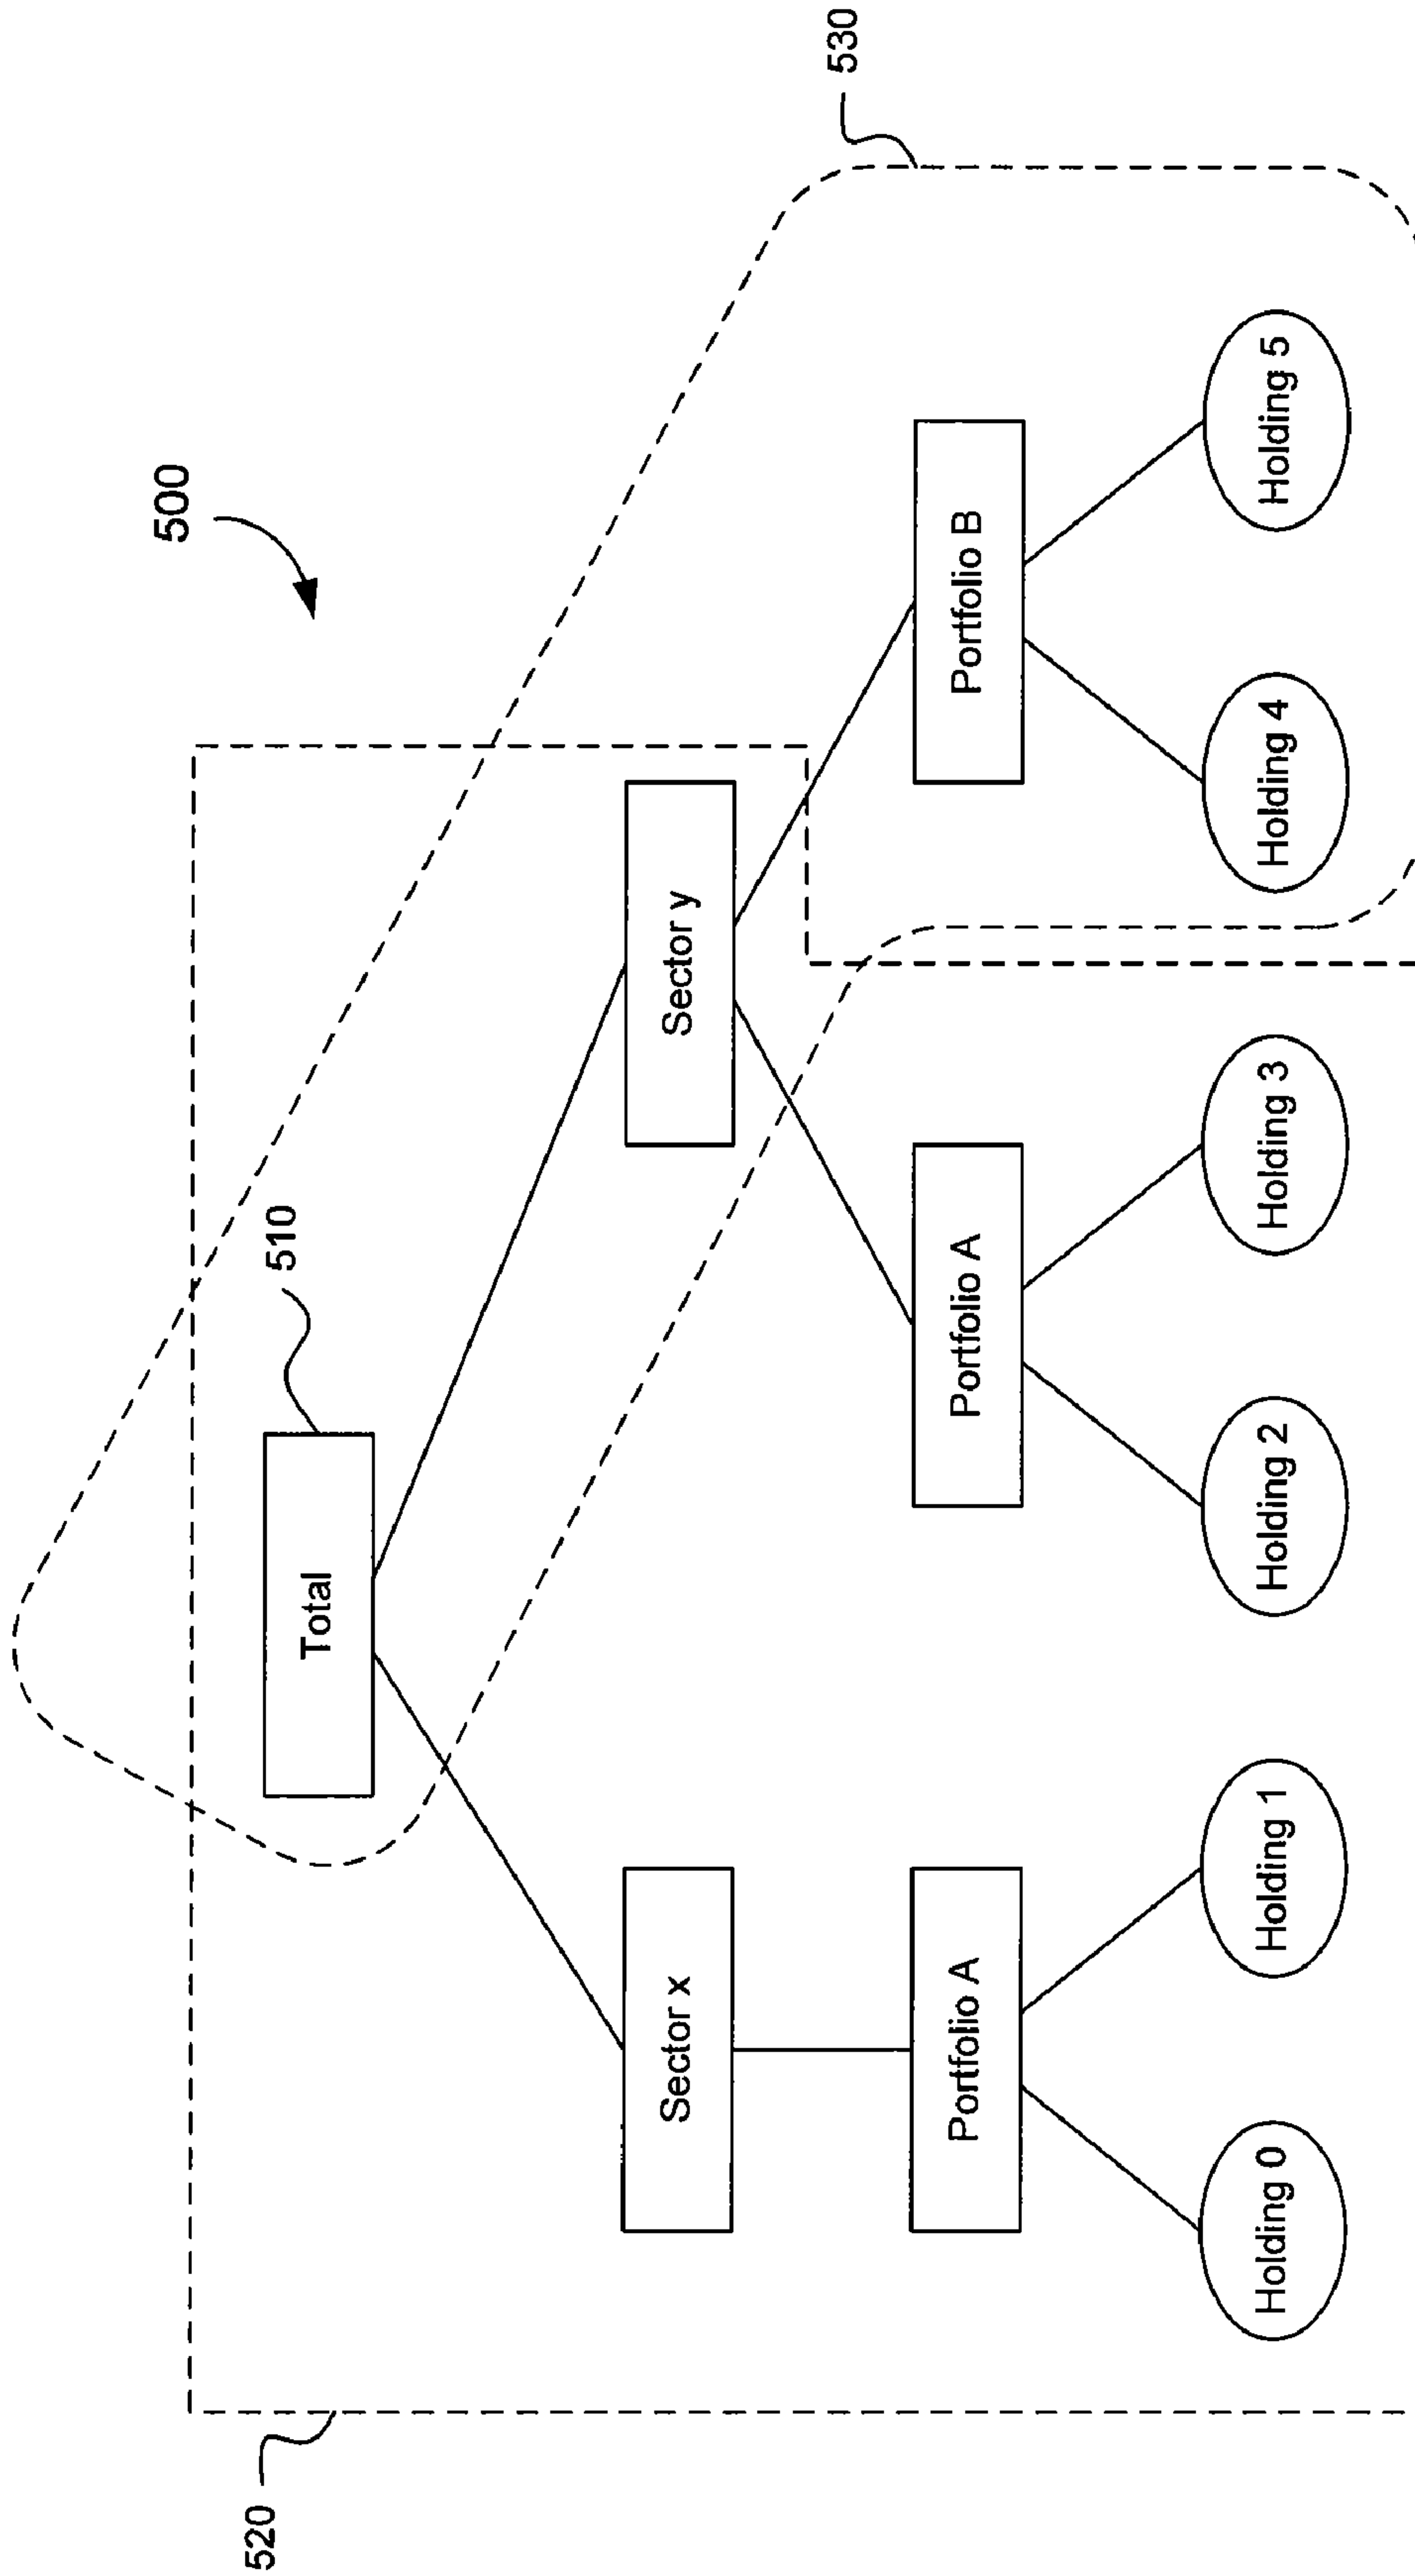 500
Total
510
520
530
Sector x
Sector y
Portfolio A
Portfolio A
Portfolio B
Holding 0
Holding 1
Holding 2
Holding 3
Holding 4
Holding 5